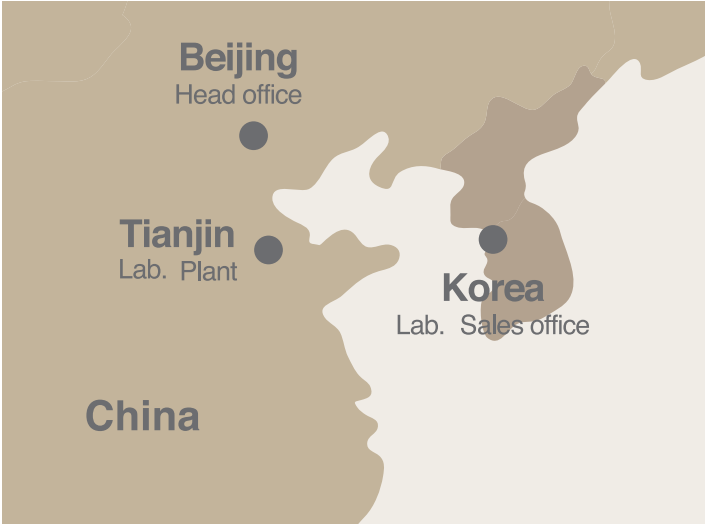 Beijing
Head office
Tianjin
Lab. Plant
Korea
Lab. Sales office
China